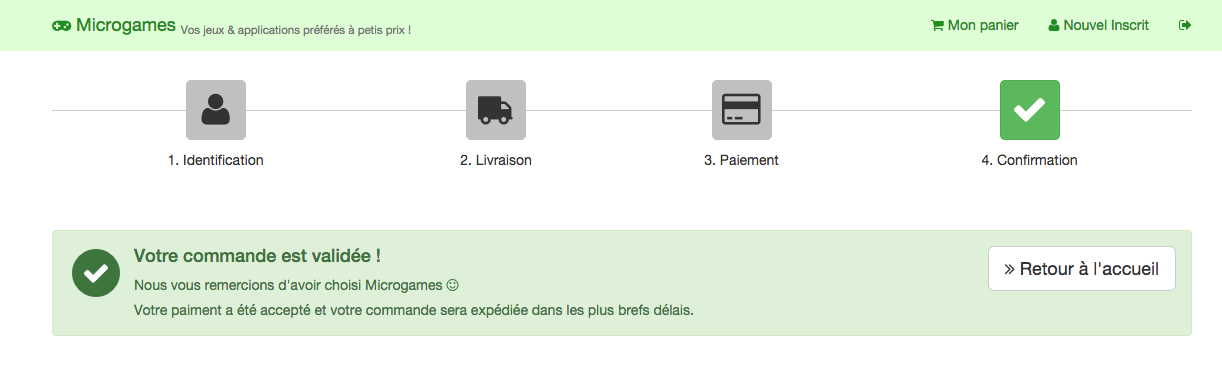 Microgames Vos jeux & applications préférés à petis prix !
Mon panier
Nouvel Inscrit
1. Identification
2. Livraison
3. Paiement
4. Confirmation
Votre commande est validée !
Nous vous remercions d'avoir choisi Microgames
Votre paiment a été accepté et votre commande sera expédiée dans les plus brefs délais.
» Retour à l'accueil